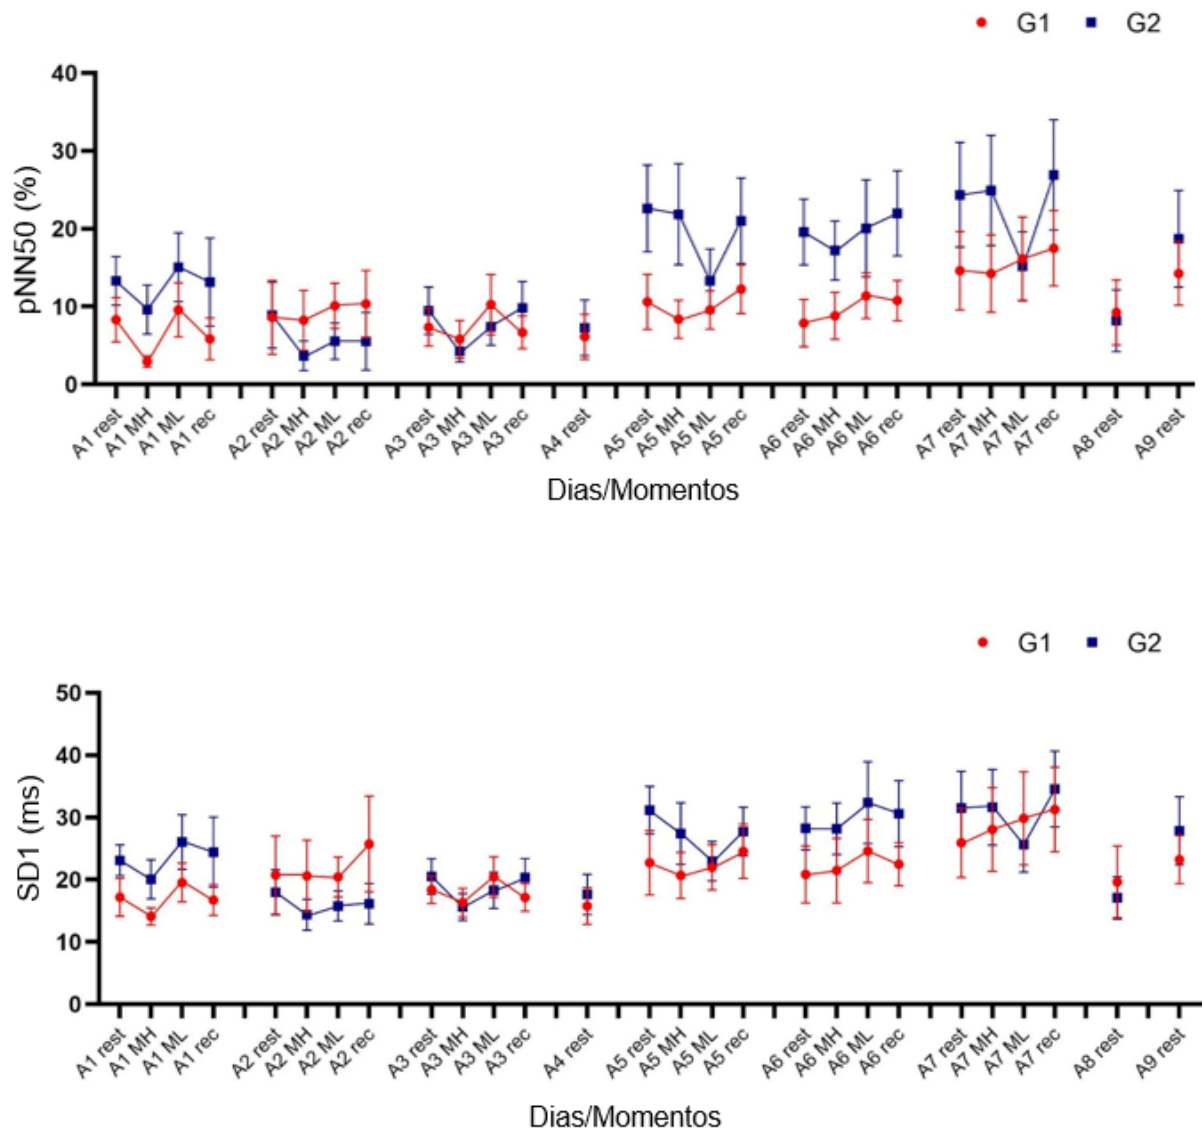 G1 G2
40
30
20
10
0
pNN50 (%)
A1 rest A1 MH A1 ML A1 rec A2 rest A2 MH A2 ML A2 rec A3 rest A3 MH A3 ML A3 rec A4 rest A5 rest A5 MH A5 ML A5 rec A6 rest A6 MH A6 ML A6 rec A7 rest A7 MH A7 ML A7 rec A8 rest A9 rest
Dias/Momentos
G1 G2
50
40
30
20
10
0
SD1 (ms)
A1 rest A1 MH A1 ML A1 rec A2 rest A2 MH A2 ML A2 rec A3 rest A3 MH A3 ML A3 rec A4 rest A5 rest A5 MH A5 ML A5 rec A6 rest A6 MH A6 ML A6 rec A7 rest A7 MH A7 ML A7 rec A8 rest A9 rest
Dias/Momentos